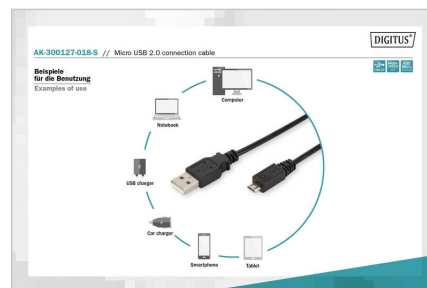 DIGITUS®
AK-300127-018-S // Micro USB 2.0 connection cable
Beispiele
für die Benutzung
Examples of use
Computer
Notebook
USB charger
Car charger
Smartphone
Tablet